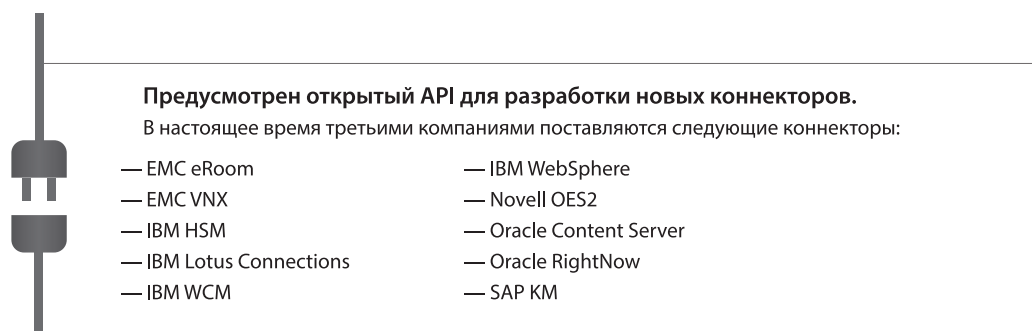 Предусмотрен открытый API для разработки новых коннекторов.
В настоящее время третьими компаниями поставляются следующие коннекторы:
— EMC eRoom
— EMC VNX
— IBM HSM
— IBM Lotus Connections
— IBM WCM
— IBM WebSphere
— Novell OES2
— Oracle Content Server
— Oracle RightNow
— SAP KM